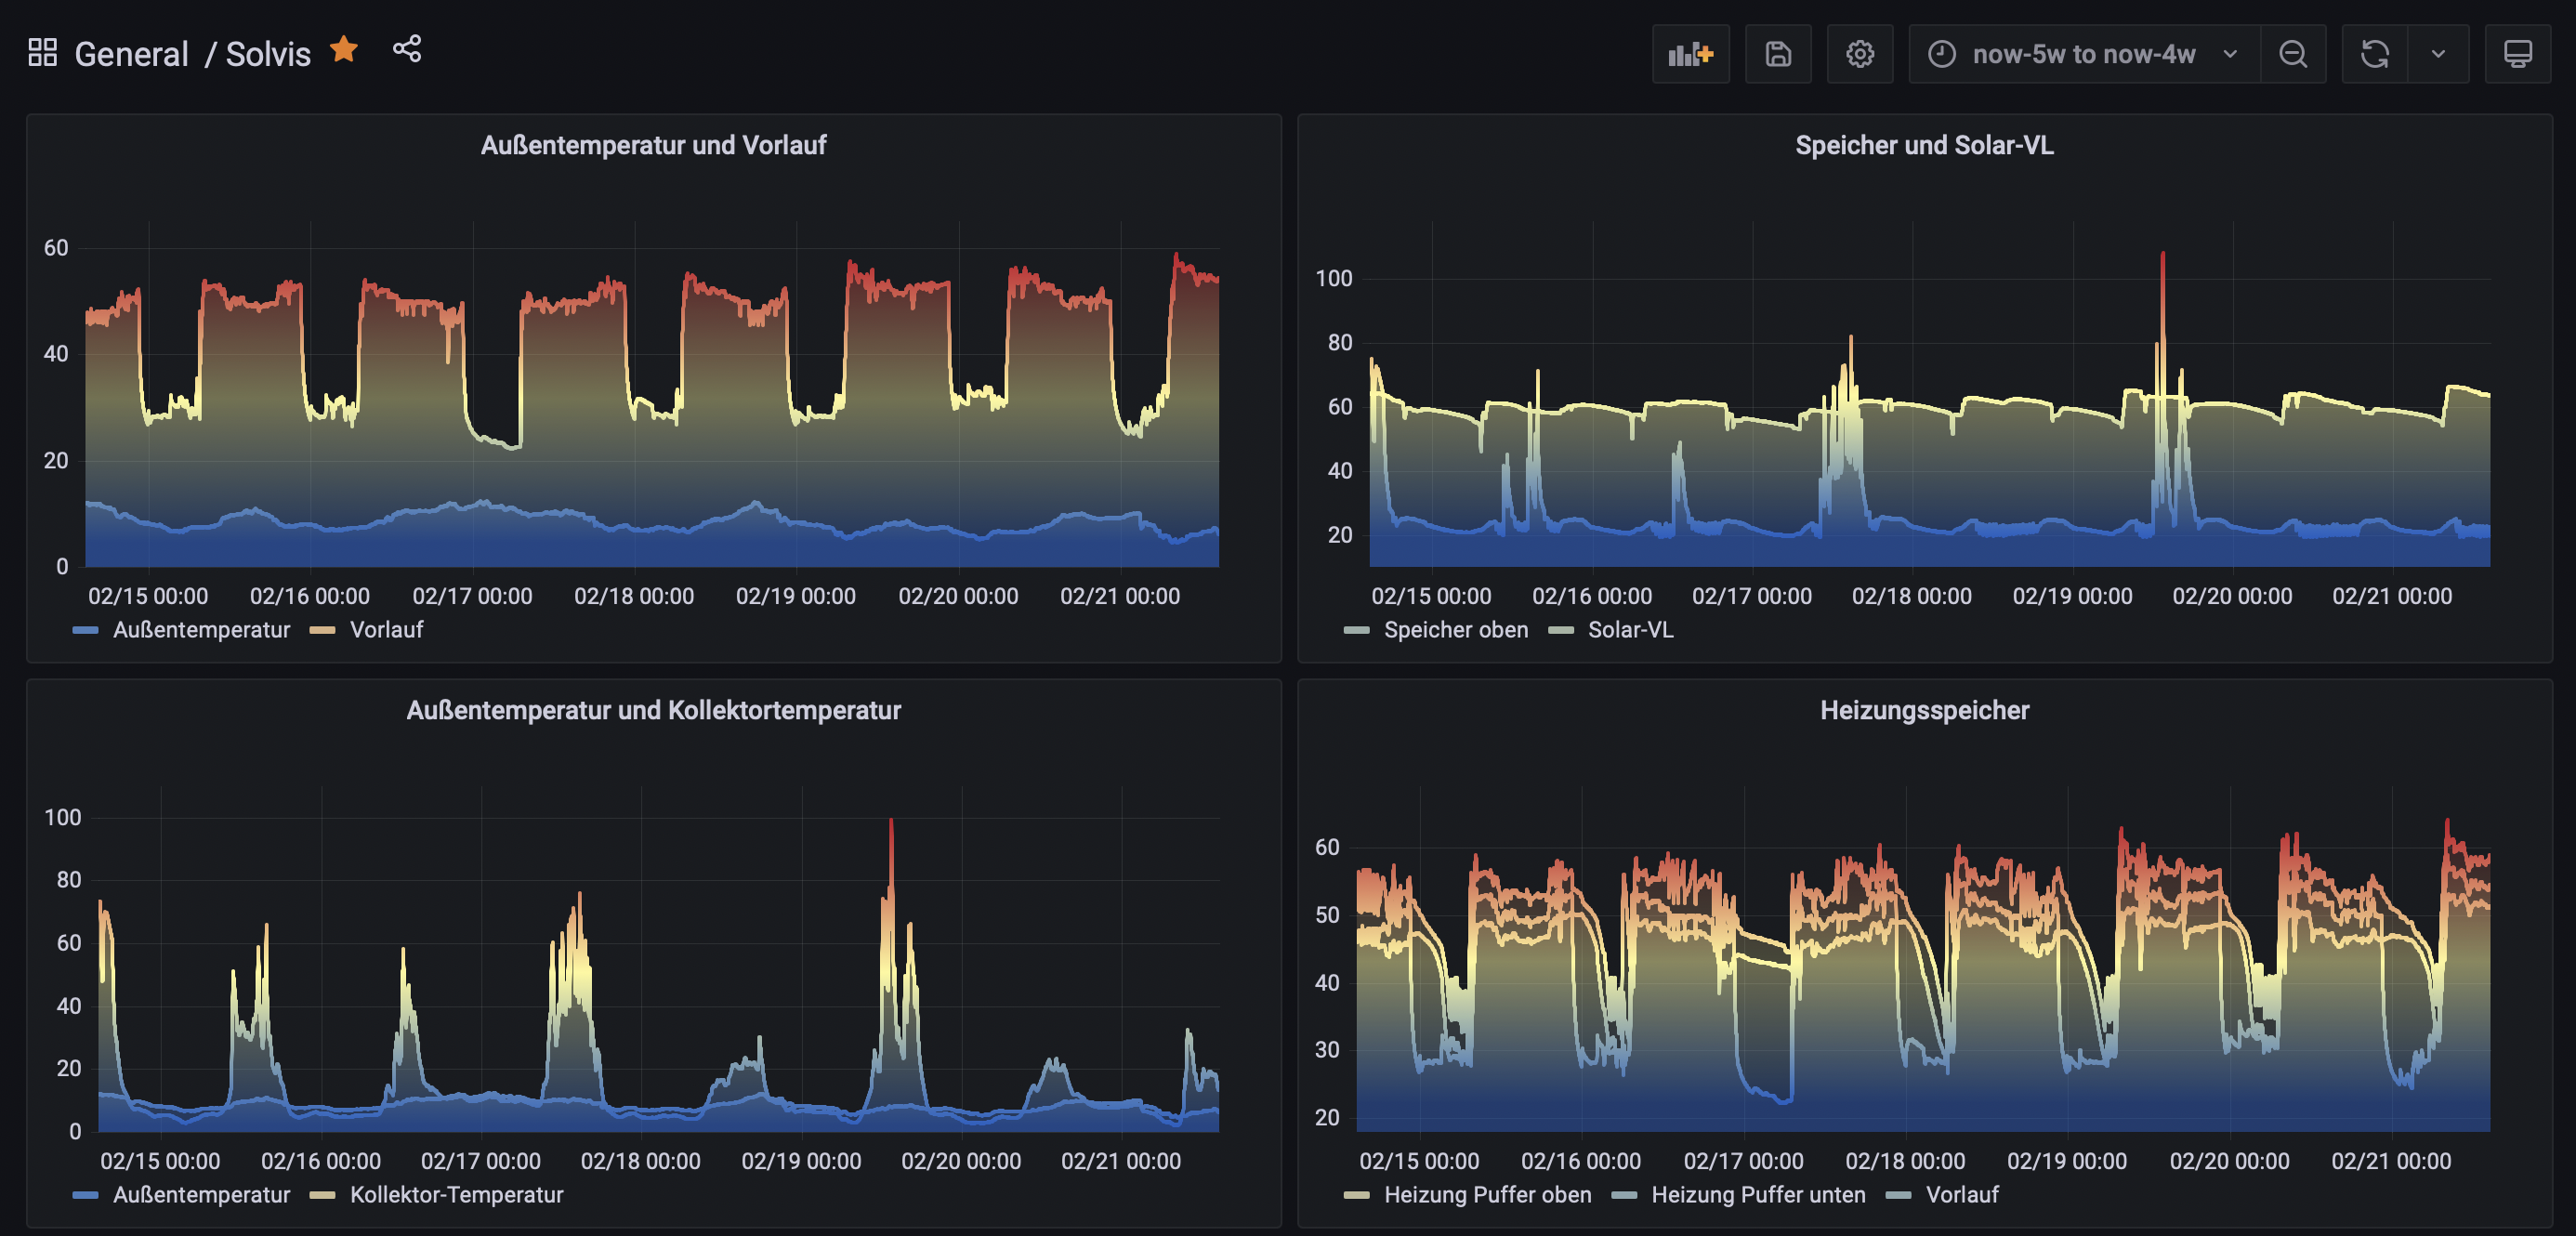 General / Solvis
now-5w to now-4w
Außentemperatur und Vorlauf
60
40
20
0
02/15 00:00 02/16 00:00 02/17 00:00 02/18 00:00 02/19 00:00 02/20 00:00 02/21 00:00
Außentemperatur Vorlauf
Speicher und Solar-VL
100
80
60
40
20
02/15 00:00 02/16 00:00 02/17 00:00 02/18 00:00 02/19 00:00 02/20 00:00 02/21 00:00
Speicher oben Solar-VL
Außentemperatur und Kollektortemperatur
100
80
60
40
20
0
02/15 00:00 02/16 00:00 02/17 00:00 02/18 00:00 02/19 00:00 02/20 00:00 02/21 00:00
Außentemperatur Kollektor-Temperatur
Heizungsspeicher
60
50
40
30
20
02/15 00:00 02/16 00:00 02/17 00:00 02/18 00:00 02/19 00:00 02/20 00:00 02/21 00:00
Heizung Puffer oben Heizung Puffer unten Vorlauf